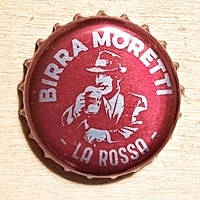 BIRRA MORETTI
- LA ROSSA -